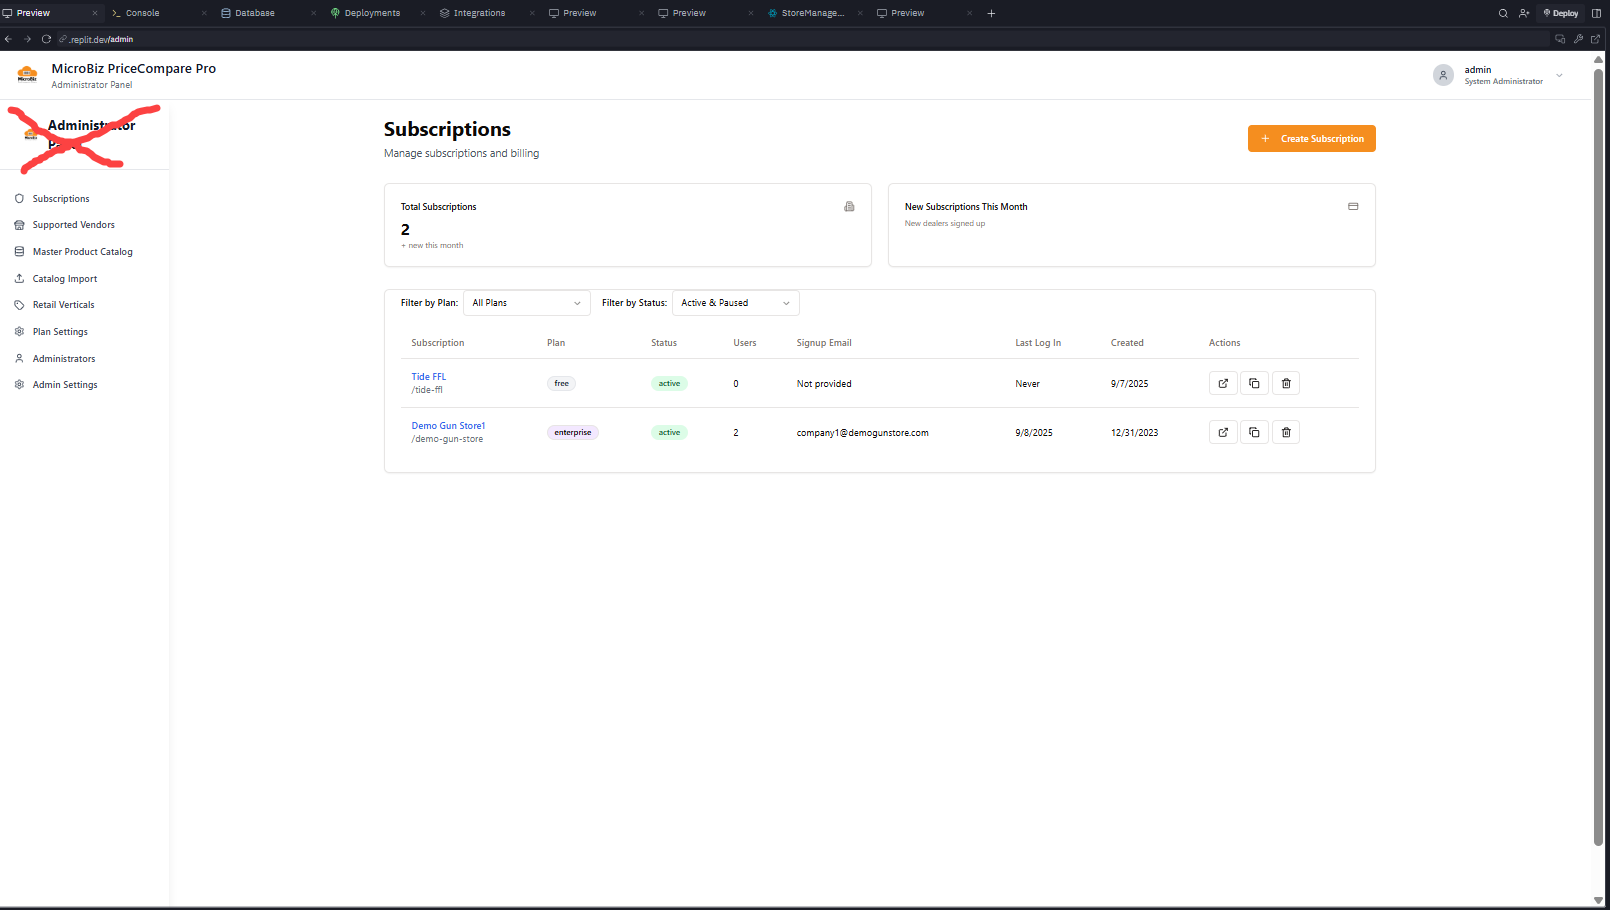 Preview
Console
Database
Deployments
Integrations
Preview
Preview
StoreManage...
Preview
Deploy
.replit.dev/admin
MicroBiz
MicroBiz PriceCompare Pro
Administrator Panel
admin
System Administrator
Administrator
Subscriptions
Supported Vendors
Master Product Catalog
Catalog Import
Retail Verticals
Plan Settings
Administrators
Admin Settings
Subscriptions
Manage subscriptions and billing
+ Create Subscription
Total Subscriptions
2
+ new this month
New Subscriptions This Month
New dealers signed up
Filter by Plan: All Plans Filter by Status: Active & Paused
Subscription Plan Status Users Signup Email Last Log In Created Actions
Tide FFL
/tide-ffl
free active 0 Not provided Never 9/7/2025
Demo Gun Store1
/demo-gun-store
enterprise active 2 company1@demogunstore.com 9/8/2025 12/31/2023